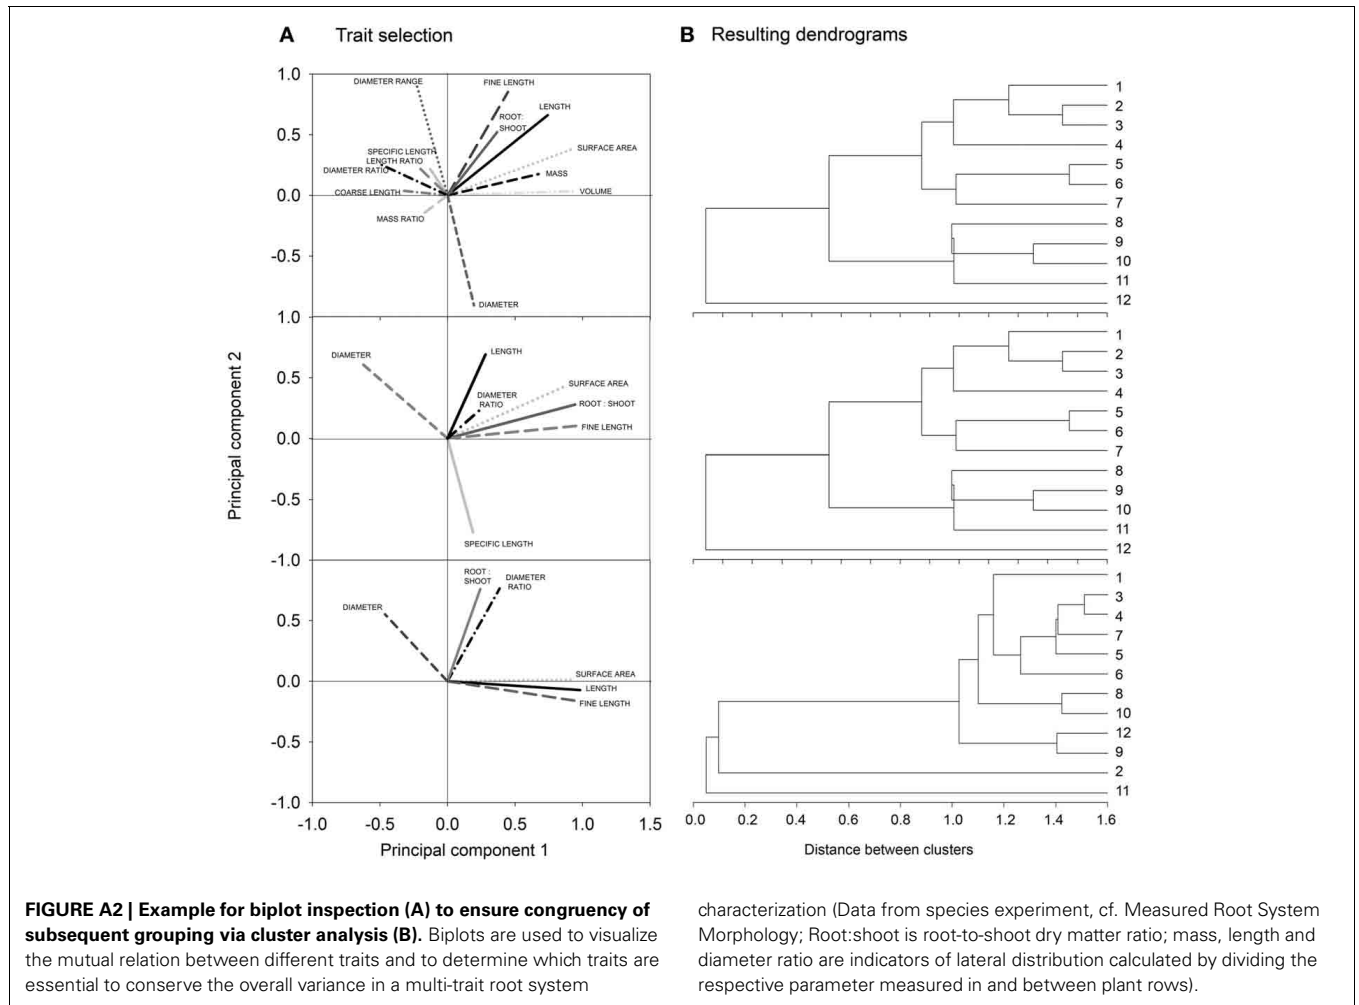 A Trait selection
B Resulting dendrograms
1.0
0.5
0.0
-0.5
1.0
0.5
0.0
-0.5
-1.0
0.5
0.0
-0.5
-1.0
-1.0 -0.5 0.0 0.5 1.0 1.5
Principal component 1
Principal component 2
DIAMETER RANGE
FINE LENGTH
LENGTH
ROOT:
SHOOT
SURFACE AREA
SPECIFIC LENGTH
LENGTH RATIO
DIAMETER RATIO
MASS
COARSE LENGTH
VOLUME
MASS RATIO
DIAMETER
DIAMETER
LENGTH
SURFACE AREA
DIAMETER
RATIO
ROOT : SHOOT
FINE LENGTH
SPECIFIC LENGTH
ROOT :
SHOOT
DIAMETER
RATIO
DIAMETER
SURFACE AREA
LENGTH
FINE LENGTH
1
2
3
4
5
6
7
8
9
10
11
12
1
2
3
4
5
6
7
8
9
10
11
12
1
3
4
7
5
6
8
10
12
9
2
11
0.0 0.2 0.4 0.6 0.8 1.0 1.2 1.4 1.6
Distance between clusters
FIGURE A2 | Example for biplot inspection (A) to ensure congruency of
subsequent grouping via cluster analysis (B). Biplots are used to visualize
the mutual relation between different traits and to determine which traits are
essential to conserve the overall variance in a multi-trait root system
characterization (Data from species experiment, cf. Measured Root System
Morphology; Root:shoot is root-to-shoot dry matter ratio; mass, length and
diameter ratio are indicators of lateral distribution calculated by dividing the
respective parameter measured in and between plant rows).